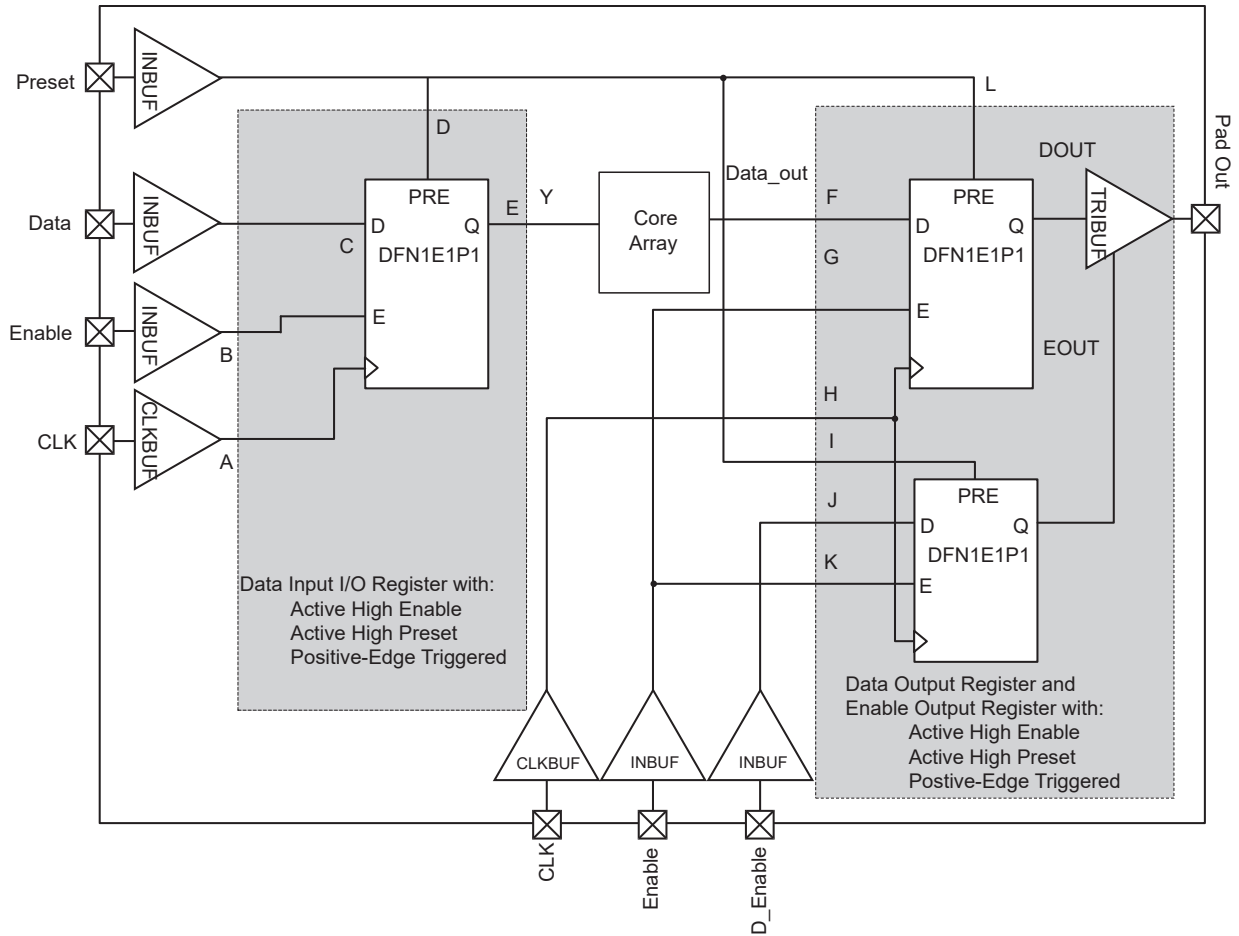 Preset
INBUF
D
L
Data
INBUF
C
PRE
D Q
DFN1E1P1
E
E
Y
Core
Array
Data_out
F
G
PRE
D Q
DFN1E1P1
E
DOUT
TRIBUF
Pad Out
EOUT
Enable
INBUF
B
CLK
CLKBUF
A
H
I
J
K
PRE
D Q
DFN1E1P1
E
Data Input I/O Register with:
Active High Enable
Active High Preset
Positive-Edge Triggered
Data Output Register and
Enable Output Register with:
Active High Enable
Active High Preset
Postive-Edge Triggered
CLKBUF
INBUF
INBUF
CLK
Enable
D_Enable